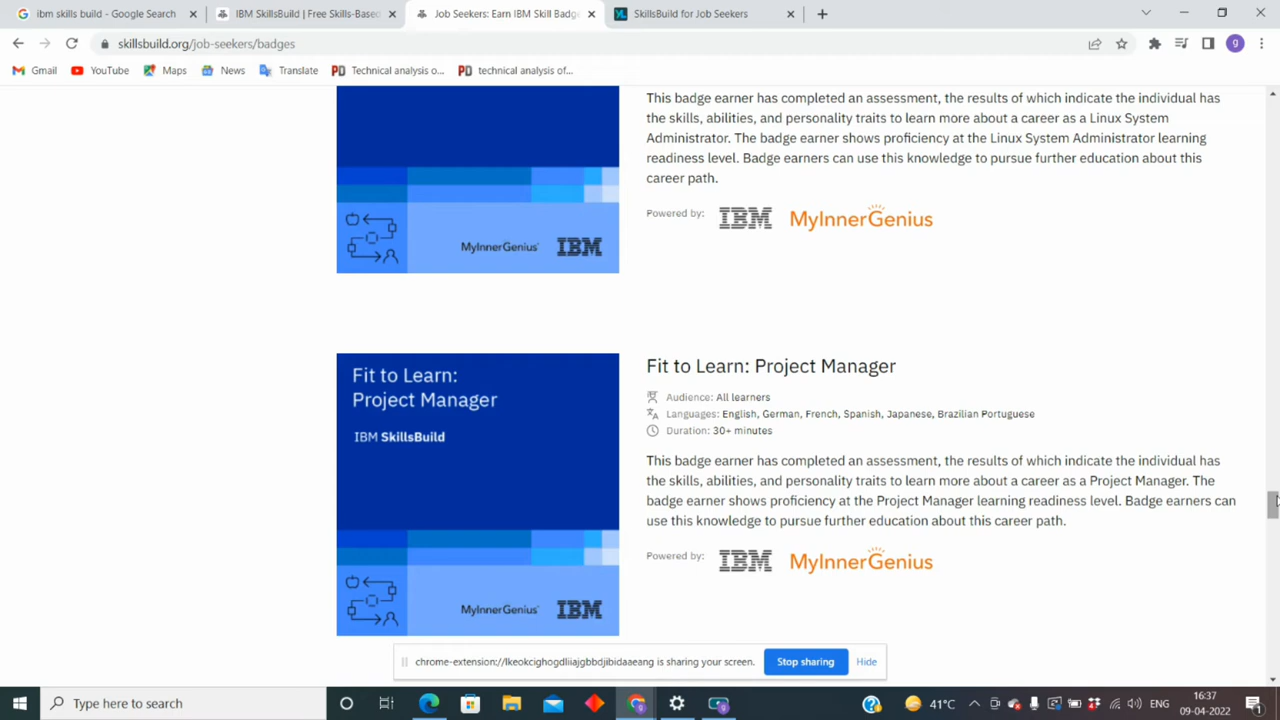 ibm skills build - Google Search
IBM SkillsBuild | Free Skills-Based
Job Seekers: Earn IBM Skill Badge
SkillsBuild for Job Seekers
skillsbuild.org/job-seekers/badges
g
Gmail
YouTube
Maps
News
Translate
PD Technical analysis o...
PD technical analysis of...
This badge earner has completed an assessment, the results of which indicate the individual has
the skills, abilities, and personality traits to learn more about a career as a Linux System
Administrator. The badge earner shows proficiency at the Linux System Administrator learning
readiness level. Badge earners can use this knowledge to pursue further education about this
career path.
Powered by: IBM MyInnerGenius
MyInnerGenius IBM
Fit to Learn:
Project Manager
IBM SkillsBuild
MyInnerGenius IBM
Fit to Learn: Project Manager
Audience: All learners
Languages: English, German, French, Spanish, Japanese, Brazilian Portuguese
Duration: 30+ minutes
This badge earner has completed an assessment, the results of which indicate the individual has
the skills, abilities, and personality traits to learn more about a career as a Project Manager. The
badge earner shows proficiency at the Project Manager learning readiness level. Badge earners can
use this knowledge to pursue further education about this career path.
Powered by: IBM MyInnerGenius
chrome-extension://lkeokcighogdliiajgbbdjibidaaeang is sharing your screen.
Stop sharing
Hide
Type here to search
41°C
ENG
16:37
09-04-2022